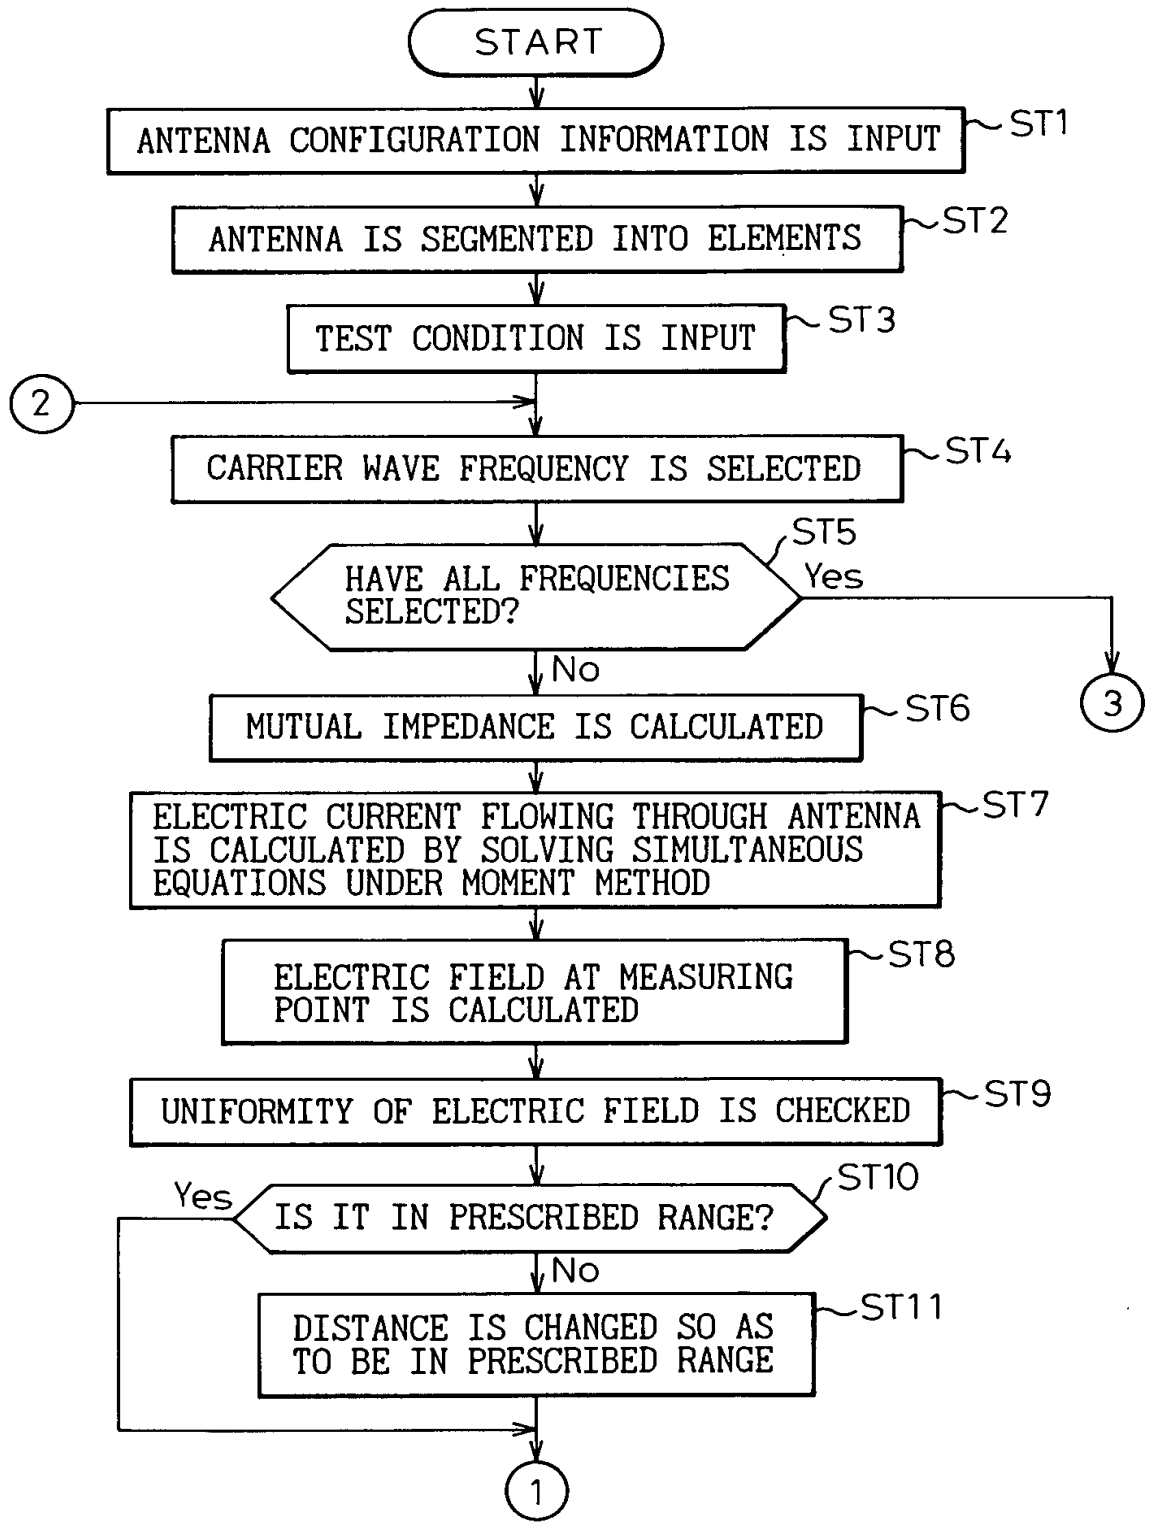 START
ANTENNA CONFIGURATION INFORMATION IS INPUT
ST1
ANTENNA IS SEGMENTED INTO ELEMENTS
ST2
TEST CONDITION IS INPUT
ST3
2
CARRIER WAVE FREQUENCY IS SELECTED
ST4
ST5
HAVE ALL FREQUENCIES
SELECTED?
Yes
No
3
MUTUAL IMPEDANCE IS CALCULATED
ST6
ELECTRIC CURRENT FLOWING THROUGH ANTENNA
IS CALCULATED BY SOLVING SIMULTANEOUS
EQUATIONS UNDER MOMENT METHOD
ST7
ELECTRIC FIELD AT MEASURING
POINT IS CALCULATED
ST8
UNIFORMITY OF ELECTRIC FIELD IS CHECKED
ST9
ST10
Yes
IS IT IN PRESCRIBED RANGE?
No
DISTANCE IS CHANGED SO AS
TO BE IN PRESCRIBED RANGE
ST11
1